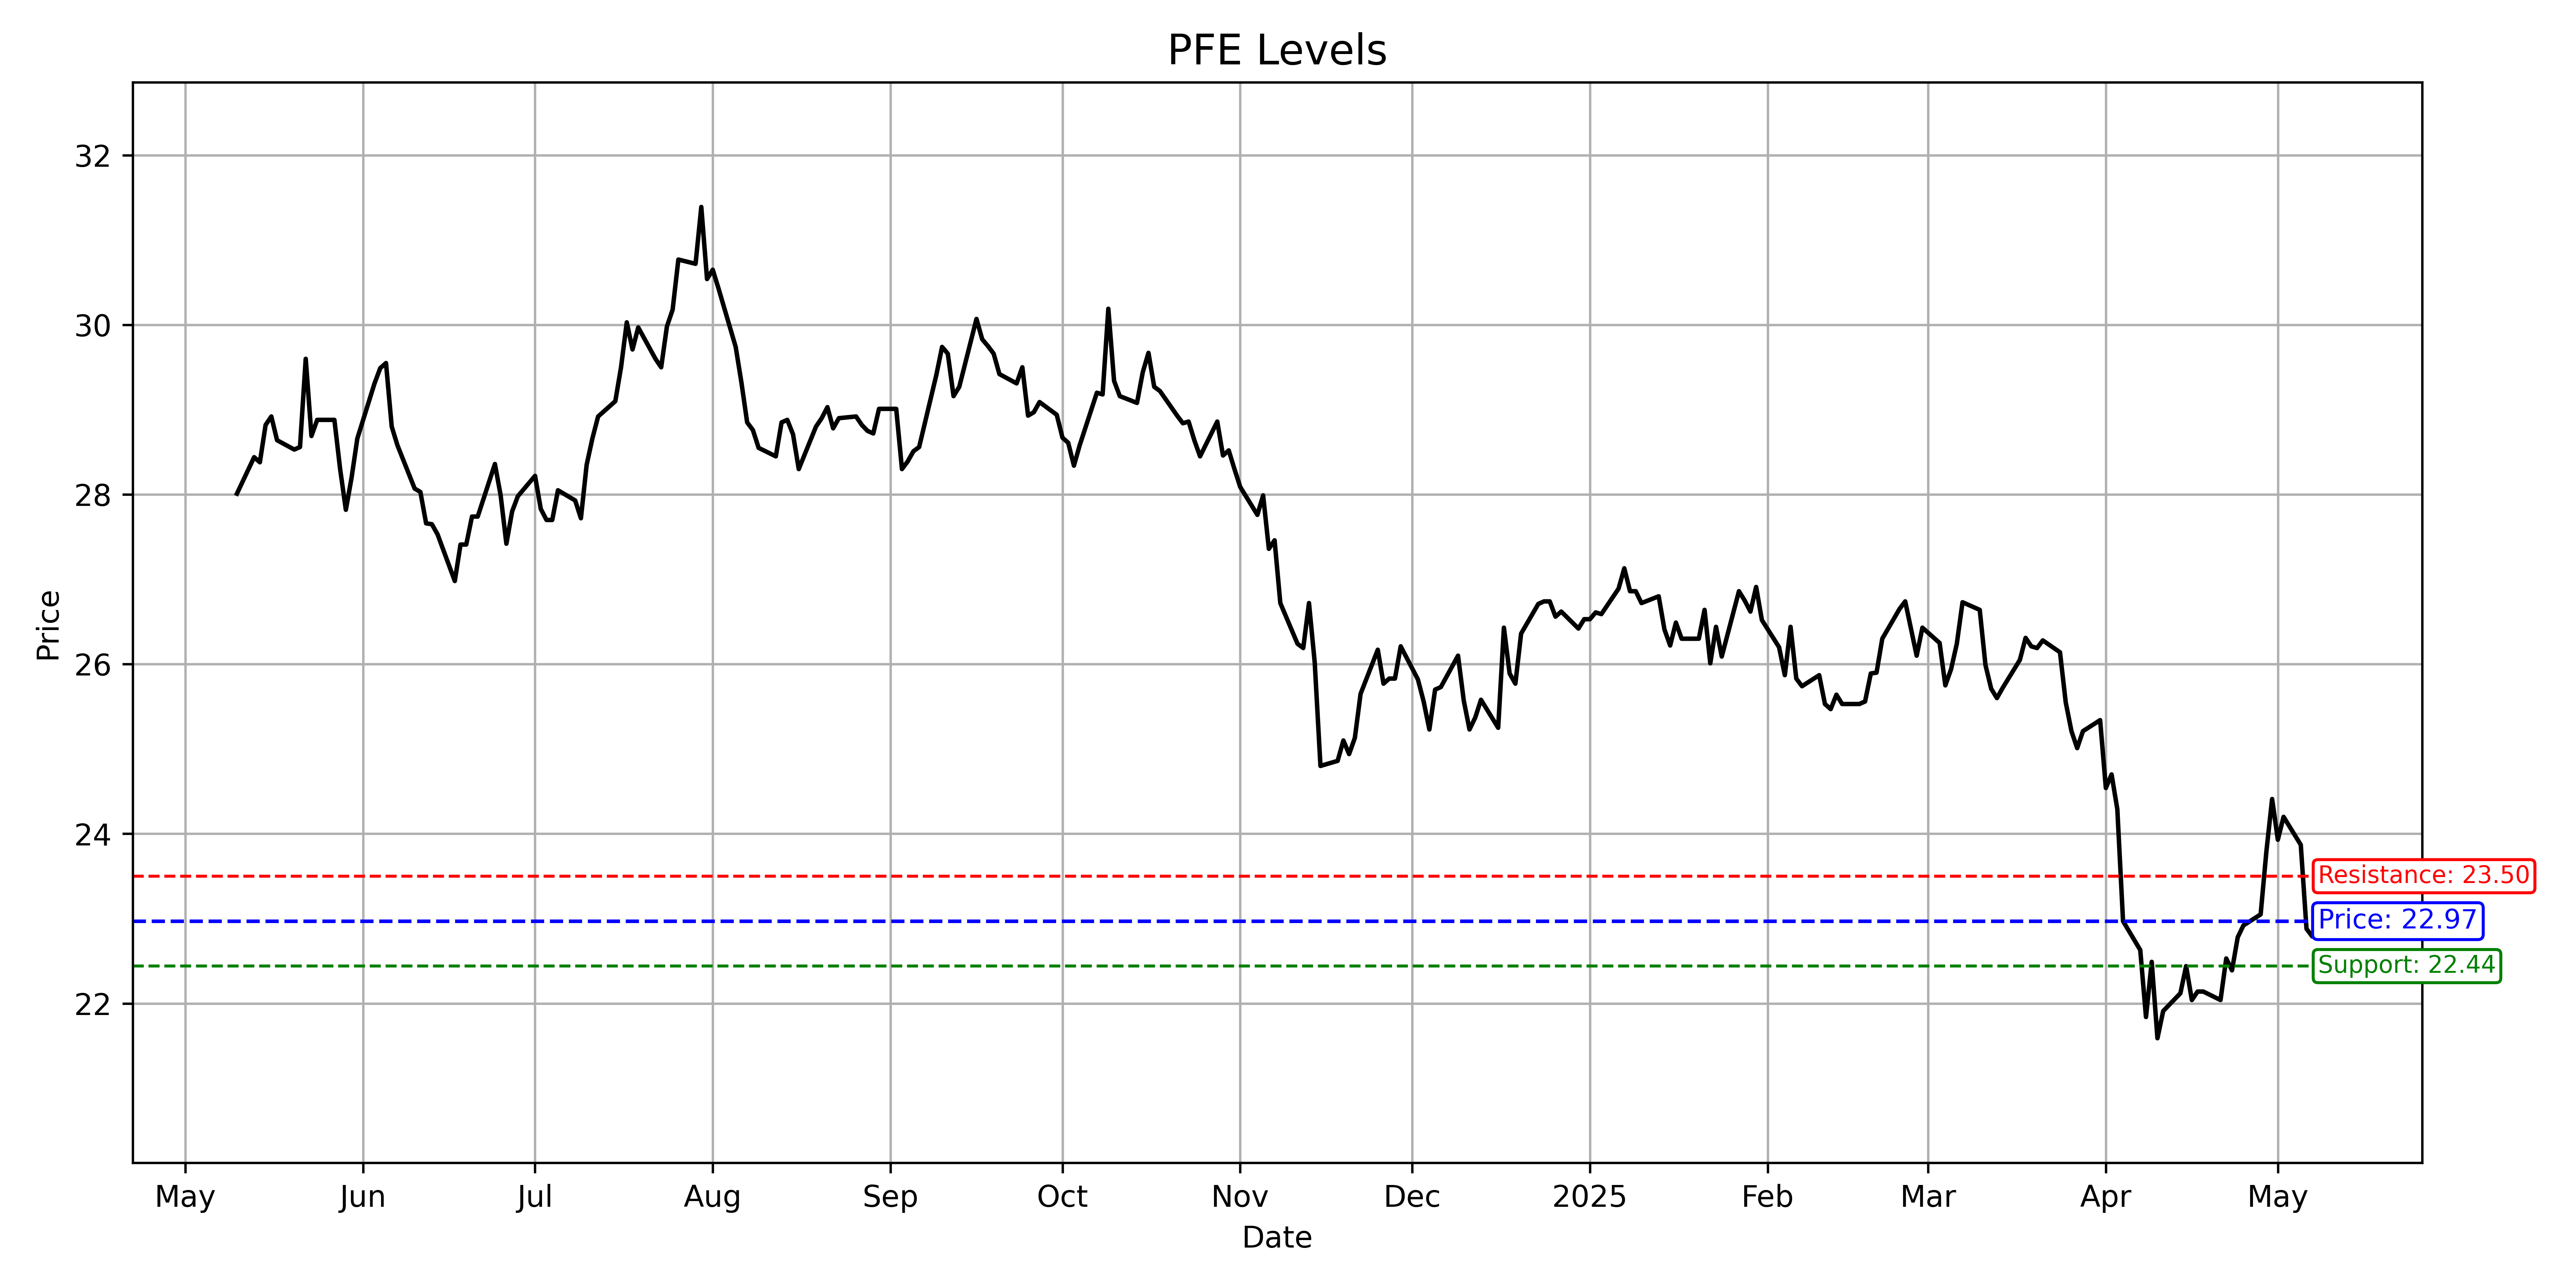 PFE Levels
Price
32
30
28
26
24
22
Resistance: 23.50
Price: 22.97
Support: 22.44
May Jun Jul Aug Sep Oct Nov Dec 2025 Feb Mar Apr May
Date